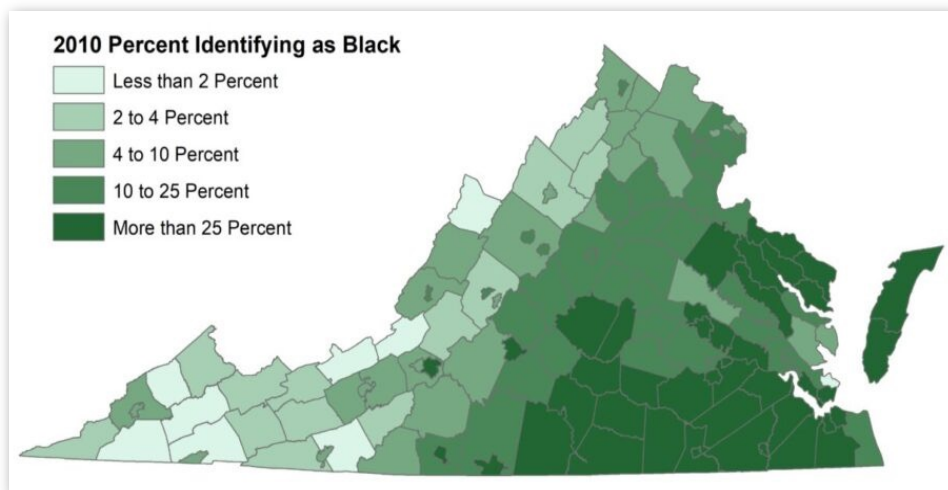 2010 Percent Identifying as Black
Less than 2 Percent
2 to 4 Percent
4 to 10 Percent
10 to 25 Percent
More than 25 Percent